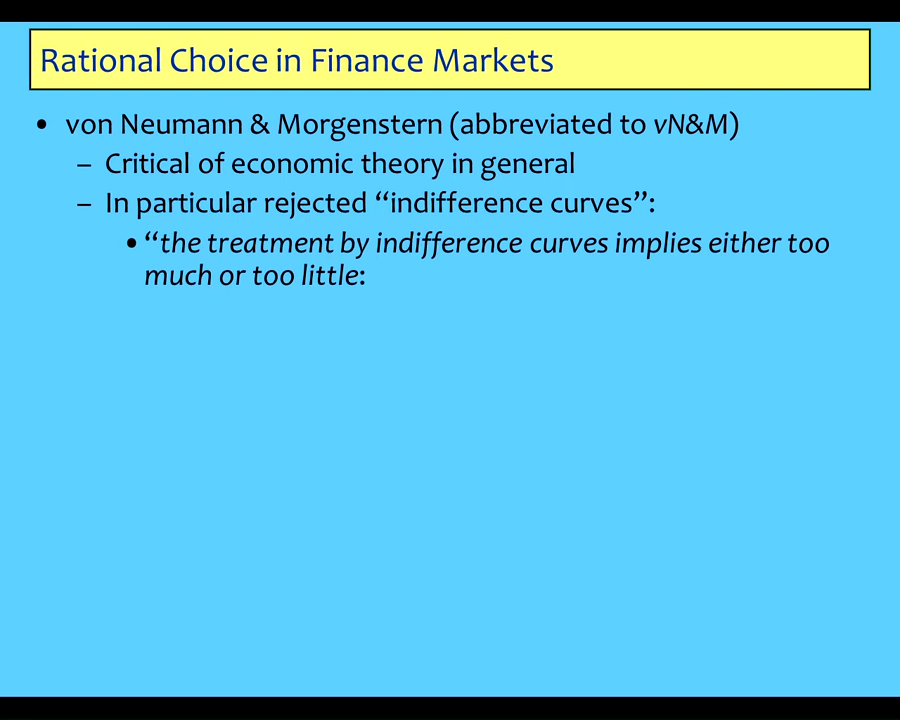 Rational Choice in Finance Markets
• von Neumann & Morgenstern (abbreviated to vN&M)
– Critical of economic theory in general
– In particular rejected “indifference curves”:
• “the treatment by indifference curves implies either too
much or too little: